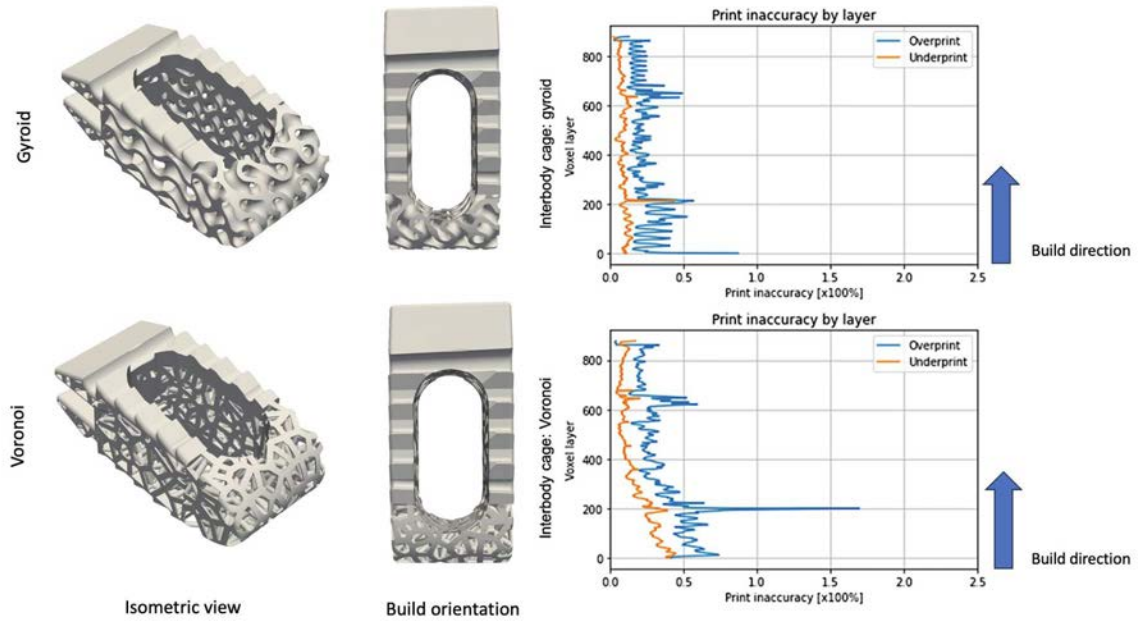 Gyroid
Print inaccuracy by layer
Overprint
Underprint
Interbody cage: gyroid
Voxel layer
800
600
400
200
0
0.0 0.5 1.0 1.5 2.0 2.5
Print inaccuracy [x100%]
Build direction
Voronoi
Print inaccuracy by layer
Overprint
Underprint
Interbody cage: Voronoi
Voxel layer
800
600
400
200
0
0.0 0.5 1.0 1.5 2.0 2.5
Print inaccuracy [x100%]
Build direction
Isometric view
Build orientation